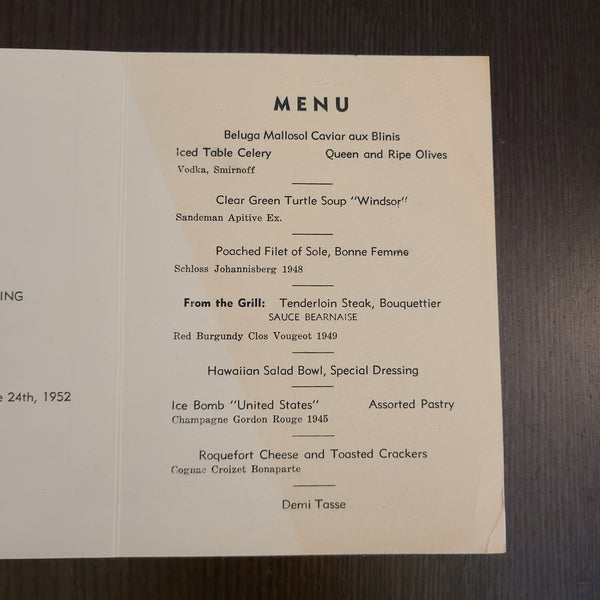 ING
e 24th, 1952
MENU
Beluga Mallosol Caviar aux Blinis
Iced Table Celery Queen and Ripe Olives
Vodka, Smirnoff
Clear Green Turtle Soup "Windsor"
Sandeman Apitive Ex.
Poached Filet of Sole, Bonne Femme
Schloss Johannisberg 1948
From the Grill: Tenderloin Steak, Bouquettier
SAUCE BEARNAISE
Red Burgundy Clos Vougeot 1949
Hawaiian Salad Bowl, Special Dressing
Ice Bomb "United States" Assorted Pastry
Champagne Gordon Rouge 1945
Roquefort Cheese and Toasted Crackers
Cognac Croizet Bonaparte
Demi Tasse